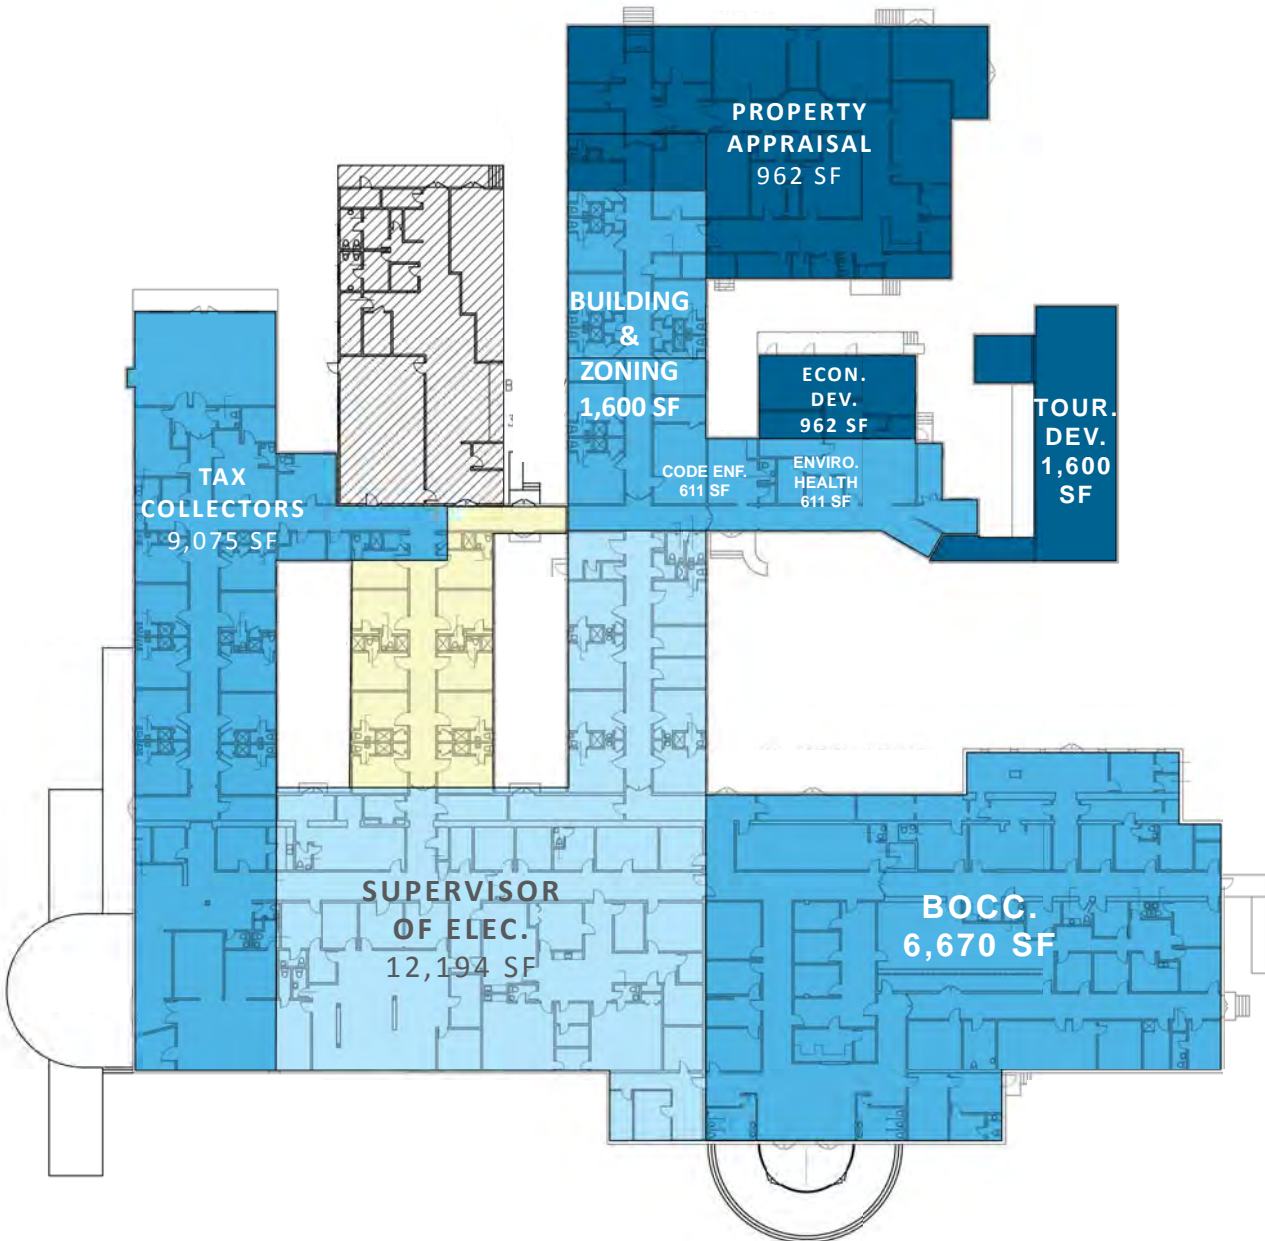 PROPERTY
APPRAISAL
962 SF
BUILDING
&
ZONING
1,600 SF
ECON.
DEV.
962 SF
TOUR.
DEV.
1,600
SF
CODE ENF.
611 SF
ENVIRO.
HEALTH
611 SF
TAX
COLLECTORS
9,075 SF
SUPERVISOR
OF ELEC.
12,194 SF
BOCC.
6,670 SF